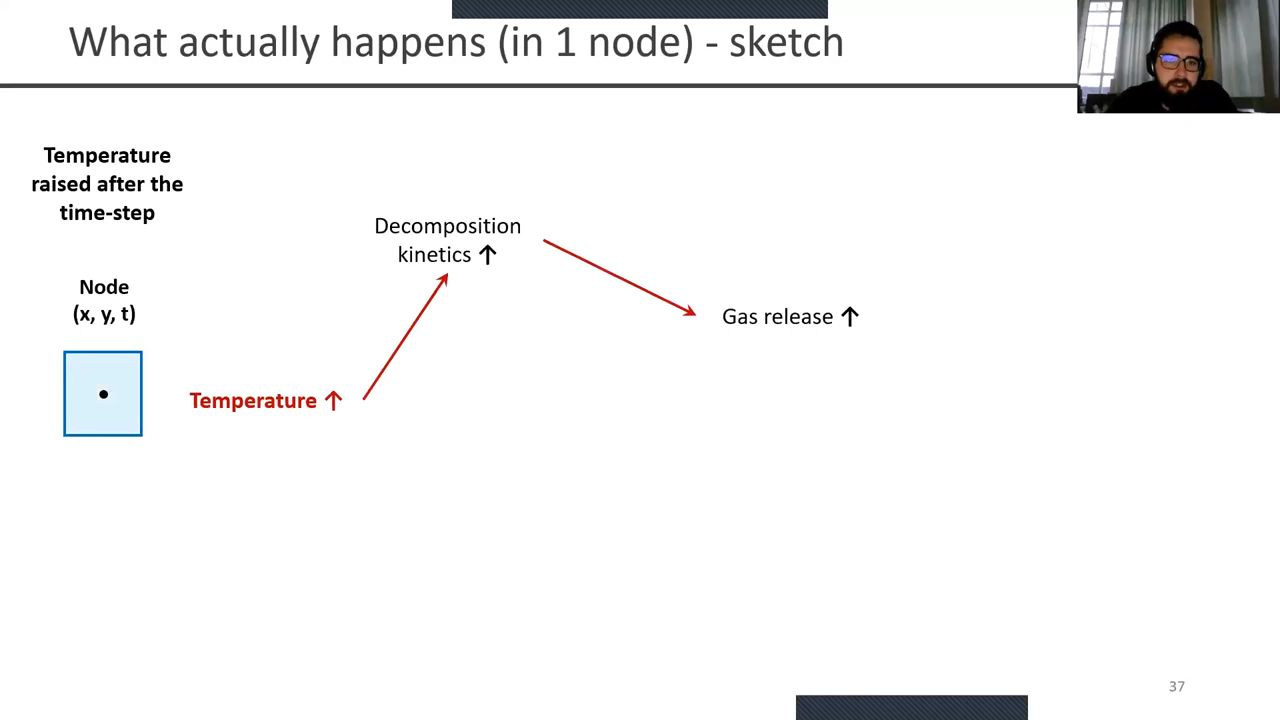 What actually happens (in 1 node) - sketch
Temperature
raised after the
time-step
Node
(x, y, t)
Temperature ↑
Decomposition
kinetics ↑
Gas release ↑
37